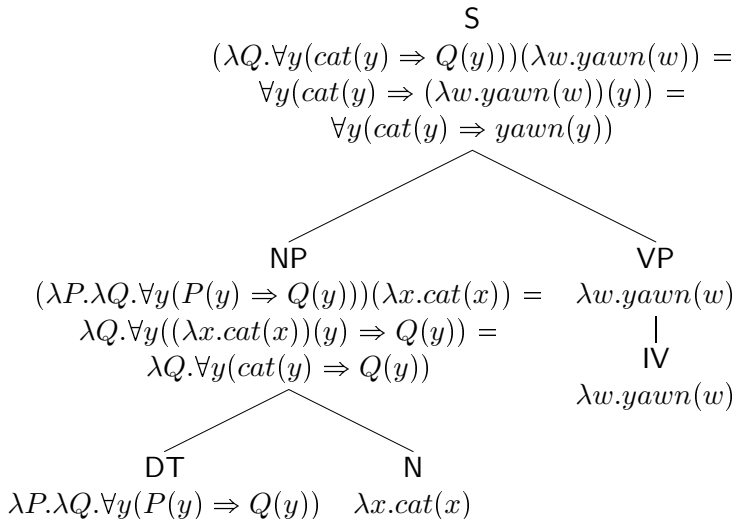 S
(λQ.∀y(cat(y) ⇒ Q(y)))(λw.yawn(w)) =
∀y(cat(y) ⇒ (λw.yawn(w))(y)) =
∀y(cat(y) ⇒ yawn(y))
NP
(λP.λQ.∀y(P(y) ⇒ Q(y)))(λx.cat(x)) =
λQ.∀y((λx.cat(x))(y) ⇒ Q(y)) =
λQ.∀y(cat(y) ⇒ Q(y))
VP
λw.yawn(w)
IV
λw.yawn(w)
DT
λP.λQ.∀y(P(y) ⇒ Q(y))
N
λx.cat(x)